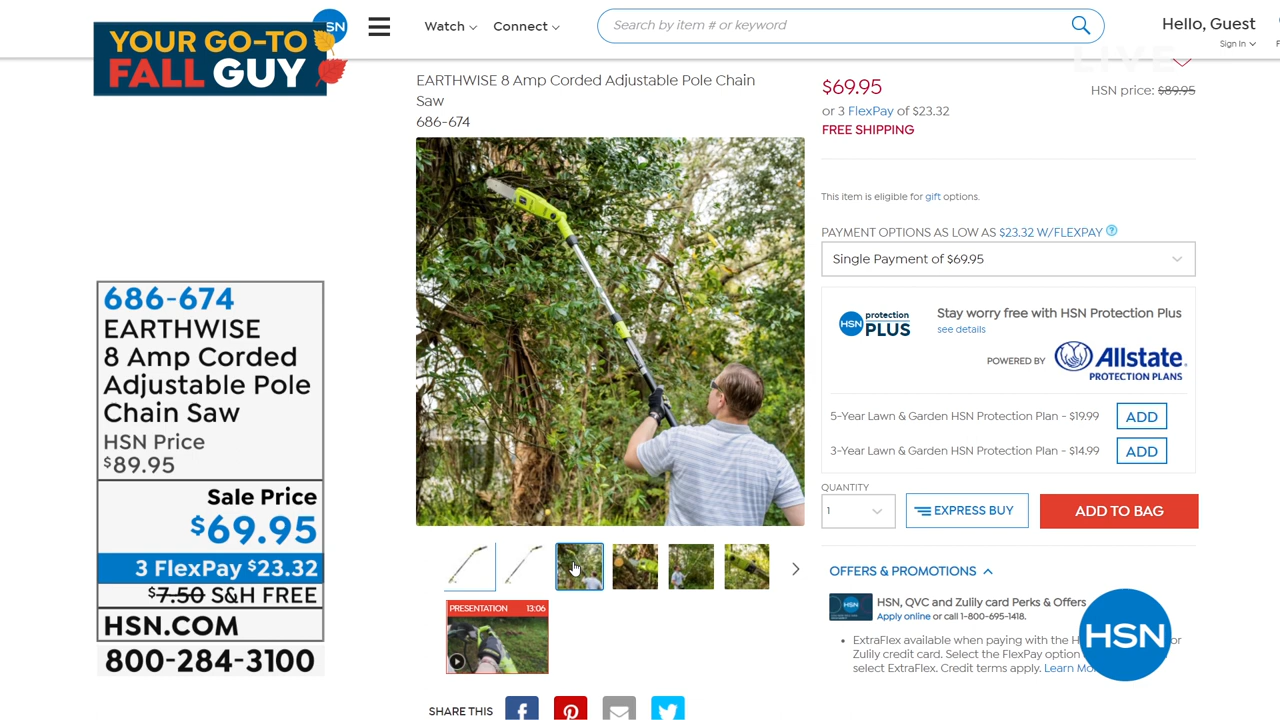 YOUR GO-TO
FALL GUY
SN
Watch
Connect
Search by item # or keyword
Hello, Guest
Sign In
LIVE
EARTHWISE 8 Amp Corded Adjustable Pole Chain
Saw
686-674
$69.95
HSN price: $89.95
or 3 FlexPay of $23.32
FREE SHIPPING
This item is eligible for gift options.
PAYMENT OPTIONS AS LOW AS $23.32 W/FLEXPAY ?
Single Payment of $69.95
HSN protection PLUS
Stay worry free with HSN Protection Plus
see details
POWERED BY Allstate.
PROTECTION PLANS
5-Year Lawn & Garden HSN Protection Plan - $19.99 ADD
3-Year Lawn & Garden HSN Protection Plan - $14.99 ADD
QUANTITY
1
EXPRESS BUY
ADD TO BAG
OFFERS & PROMOTIONS
HSN
HSN, QVC and Zulily card Perks & Offers
Apply online or call 1-800-695-1418.
• ExtraFlex available when paying with the H or
Zulily credit card. Select the FlexPay option
select ExtraFlex. Credit terms apply. Learn Mo
HSN
686-674
EARTHWISE
8 Amp Corded
Adjustable Pole
Chain Saw
HSN Price
$89.95
Sale Price
$69.95
3 FlexPay $23.32
$7.50 S&H FREE
HSN.COM
800-284-3100
PRESENTATION 13:06
SHARE THIS